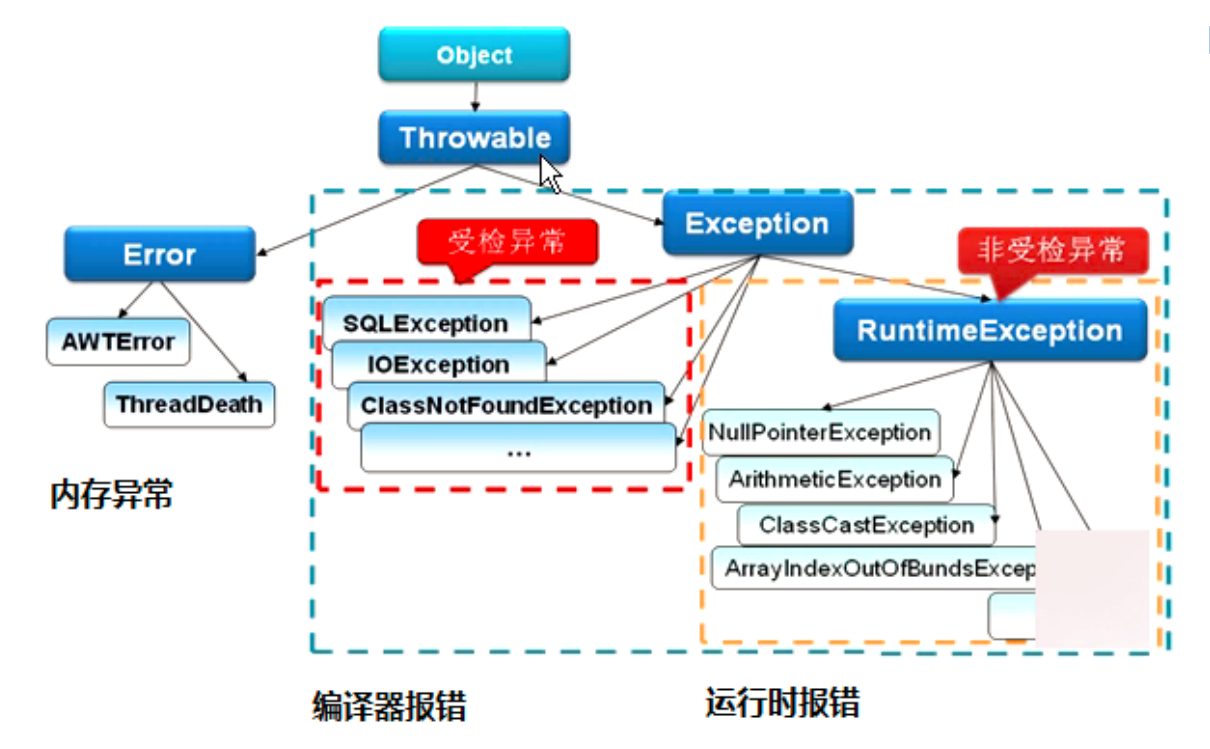 Object
Throwable
Exception
受检异常
非受检异常
Error
SQLException
RuntimeException
AWTError
IOException
ThreadDeath
ClassNotFoundException
...
NullPointerException
ArithmeticException
内存异常
ClassCastException
ArrayIndexOutOfBundsExcep
编译器报错
运行时报错